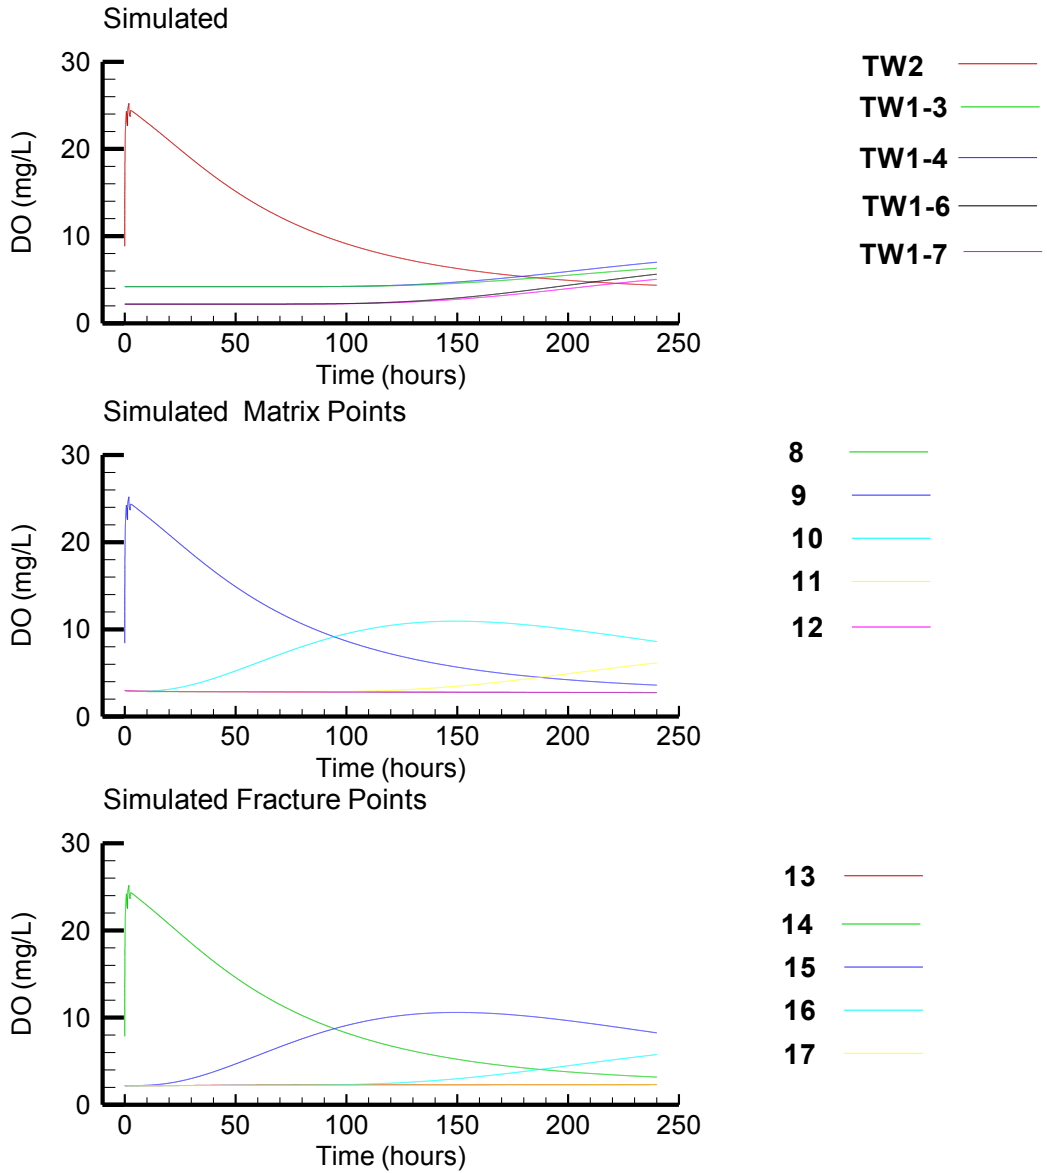 Simulated
30
20
10
0
DO (mg/L)
0 50 100 150 200 250
Time (hours)
TW2
TW1-3
TW1-4
TW1-6
TW1-7
Simulated Matrix Points
30
20
10
0
DO (mg/L)
0 50 100 150 200 250
Time (hours)
8
9
10
11
12
Simulated Fracture Points
30
20
10
0
DO (mg/L)
0 50 100 150 200 250
Time (hours)
13
14
15
16
17